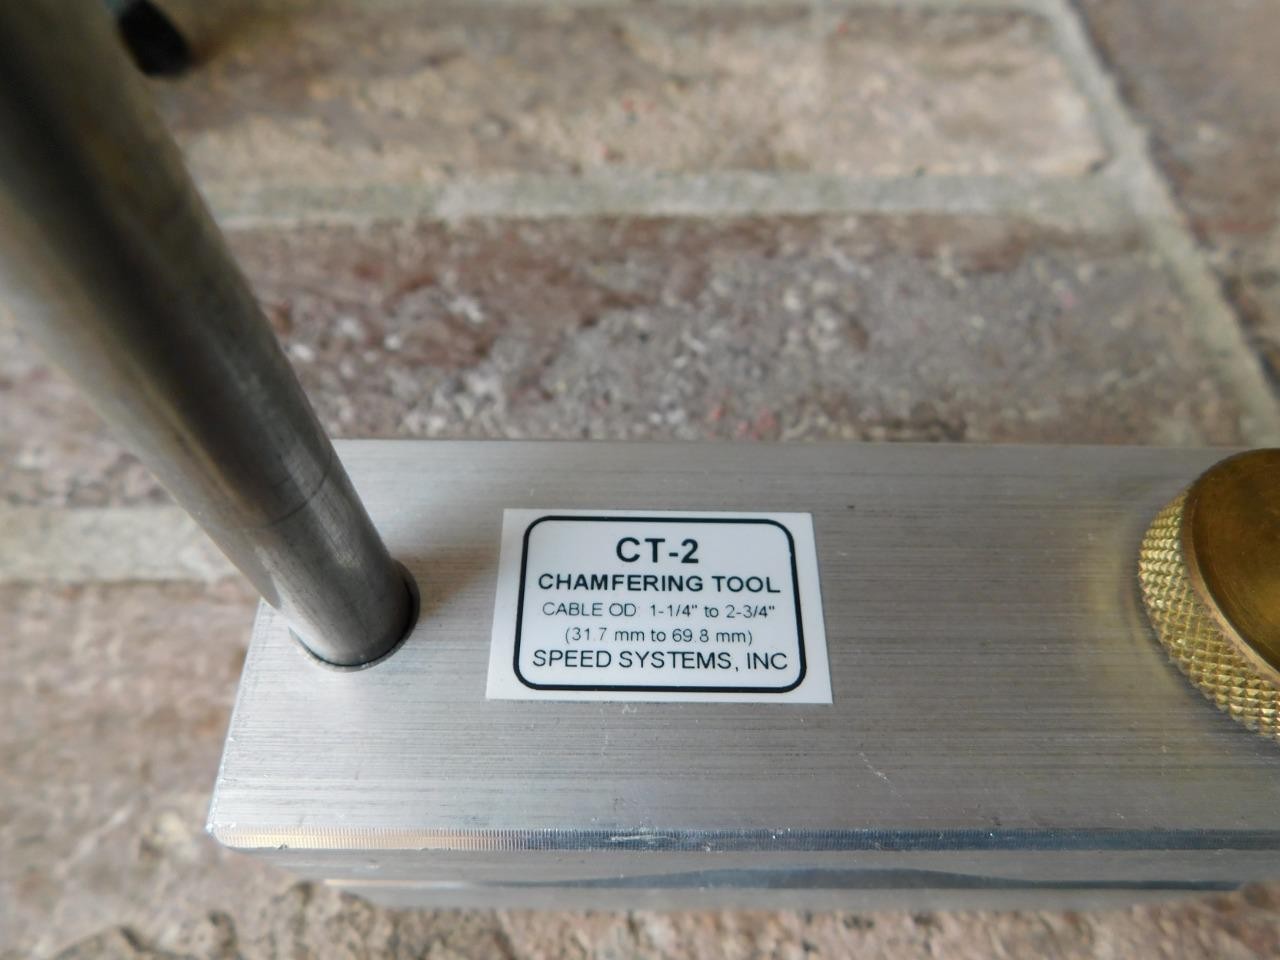 CT-2
CHAMFERING TOOL
CABLE OD: 1-1/4" to 2-3/4"
(31.7 mm to 69.8 mm)
SPEED SYSTEMS, INC